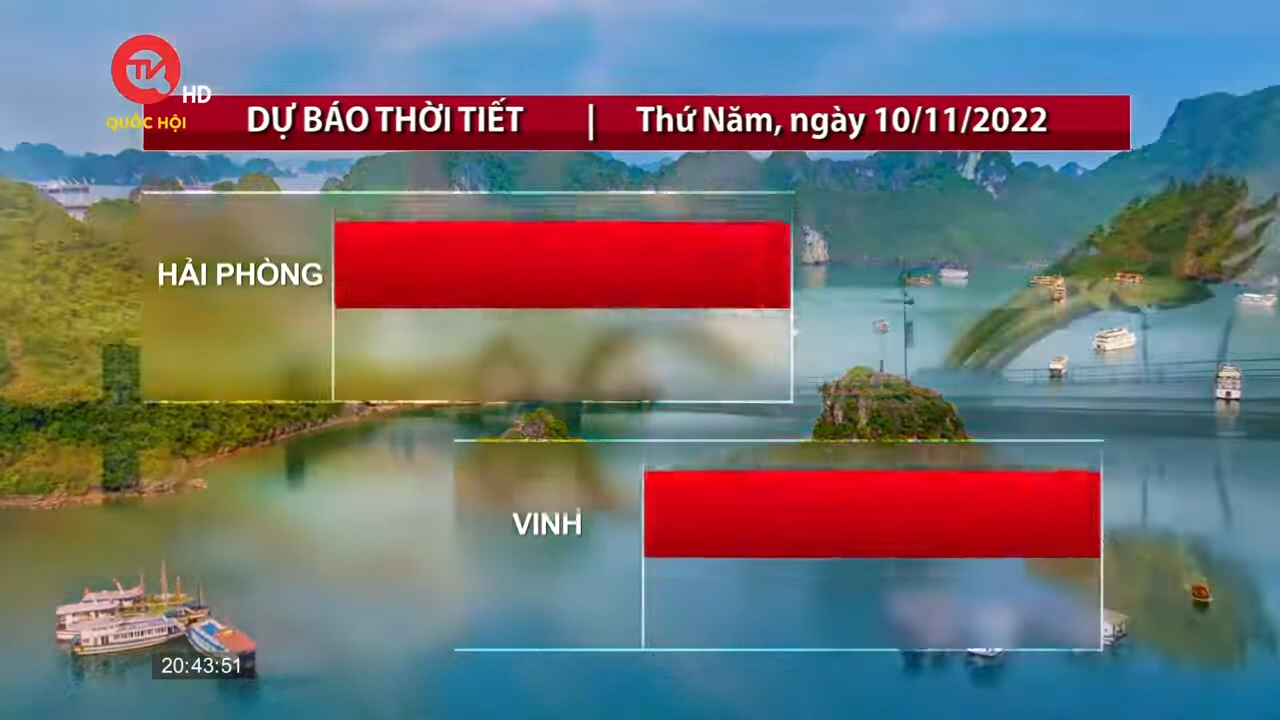 HD
QUỐC HỘI
DỰ BÁO THỜI TIẾT | Thứ Năm, ngày 10/11/2022
HẢI PHÒNG
VINH
20:43:51